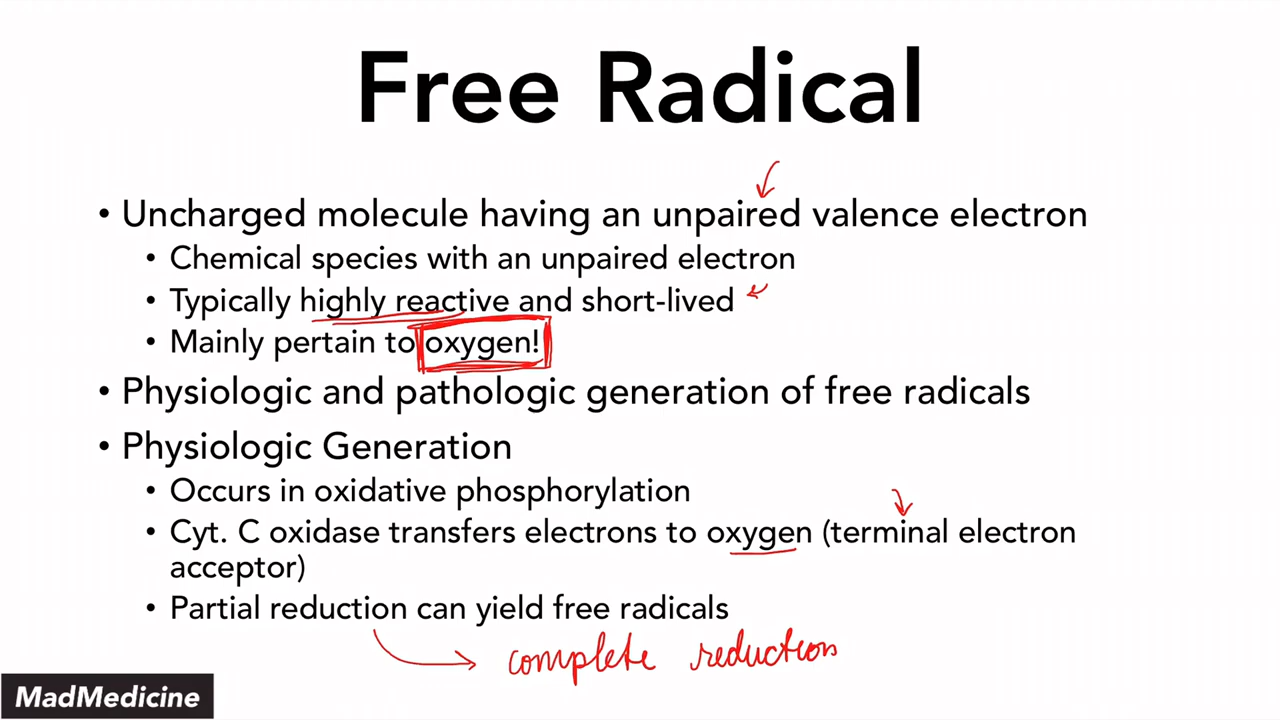 Free Radical
• Uncharged molecule having an unpaired valence electron
• Chemical species with an unpaired electron
• Typically highly reactive and short-lived
• Mainly pertain to oxygen!
• Physiologic and pathologic generation of free radicals
• Physiologic Generation
• Occurs in oxidative phosphorylation
• Cyt. C oxidase transfers electrons to oxygen (terminal electron
acceptor)
• Partial reduction can yield free radicals
complete reduction
MadMedicine